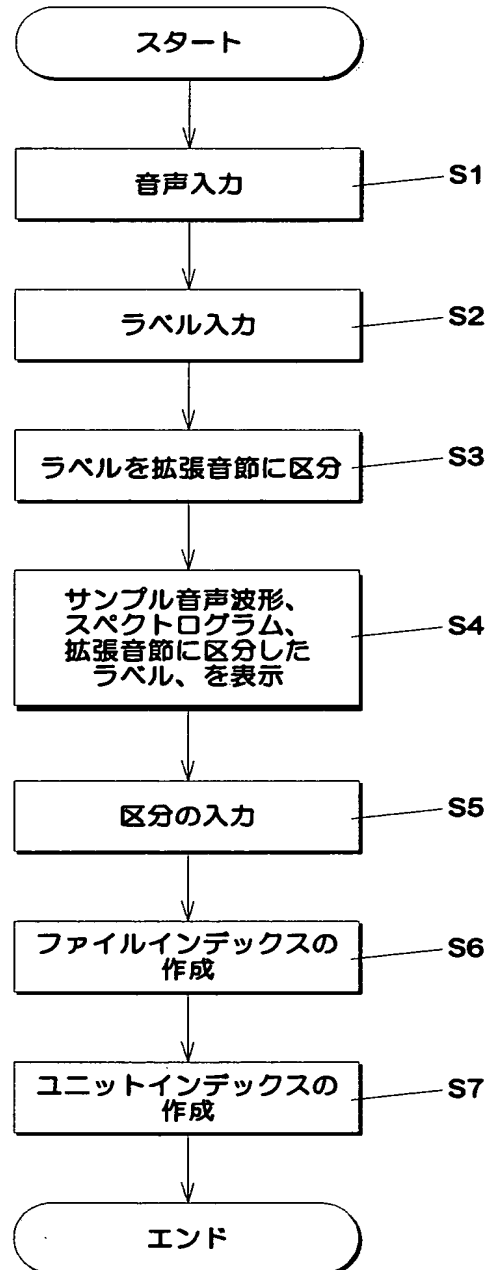 スタート
音声入力
S1
ラベル入力
S2
ラベルを拡張音節に区分
S3
サンプル音声波形、
スペクトログラム、
拡張音節に区分した
ラベル、を表示
S4
区分の入力
S5
ファイルインデックスの
作成
S6
ユニットインデックスの
作成
S7
エンド